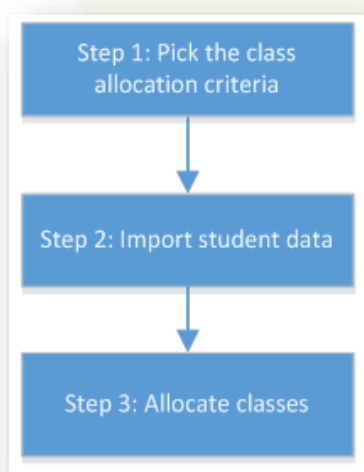 Step 1: Pick the class
allocation criteria
Step 2: Import student data
Step 3: Allocate classes